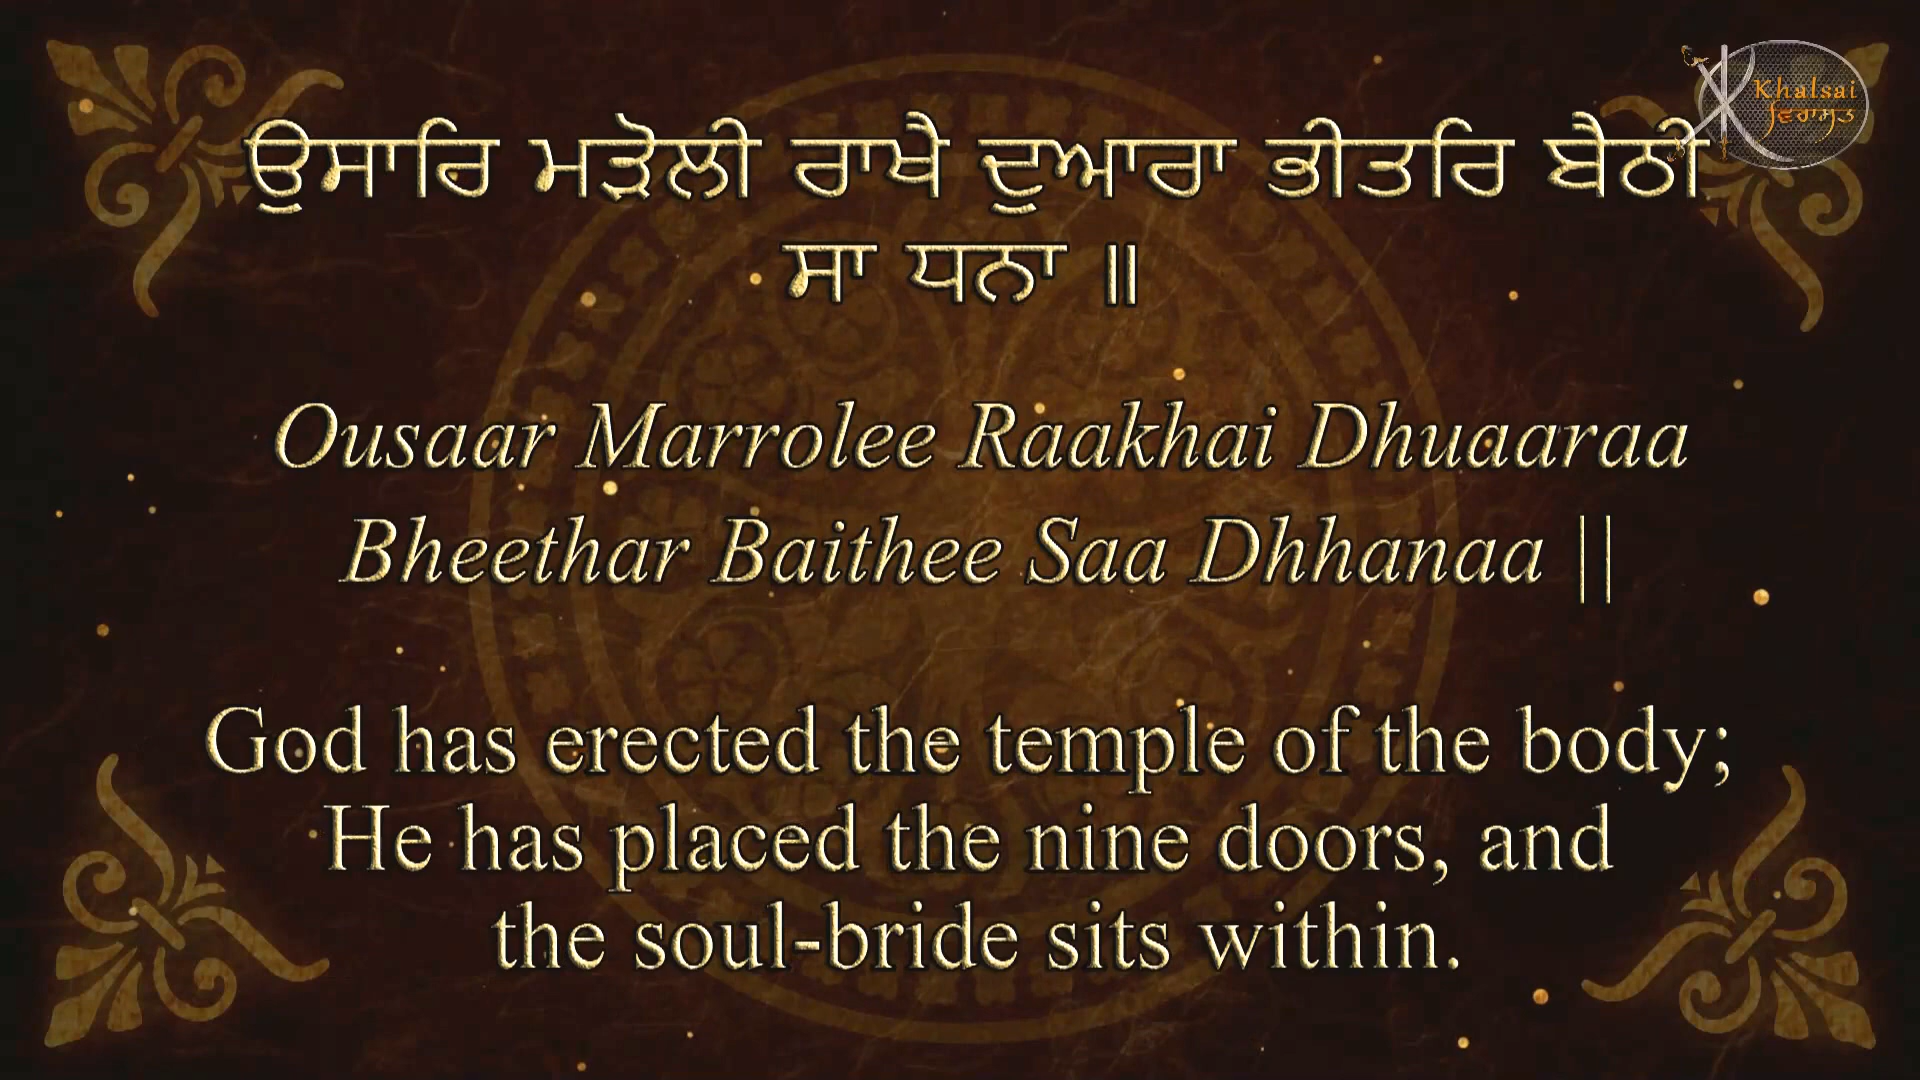 Khalsai
ਵਿਰਾਸਤ
ਉਸਾਰਿ ਮੜੋਲੀ ਰਾਖੈ ਦੁਆਰਾ ਭੀਤਰਿ ਬੈਠੀ
ਸਾ ਧਨਾ ॥
Ousaar Marrolee Raakhai Dhuaaraa
Bheethar Baithee Saa Dhhanaa ||
God has erected the temple of the body;
He has placed the nine doors, and
the soul-bride sits within.